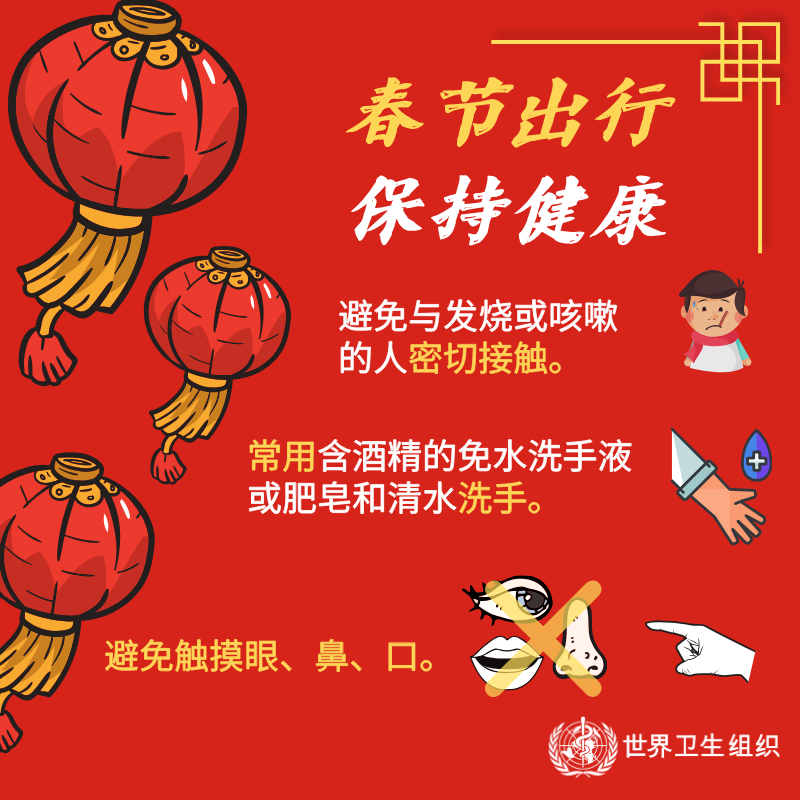 春节出行
保持健康
避免与发烧或咳嗽
的人密切接触。
常用含酒精的免水洗手液
或肥皂和清水洗手。
避免触摸眼、鼻、口。
世界卫生组织